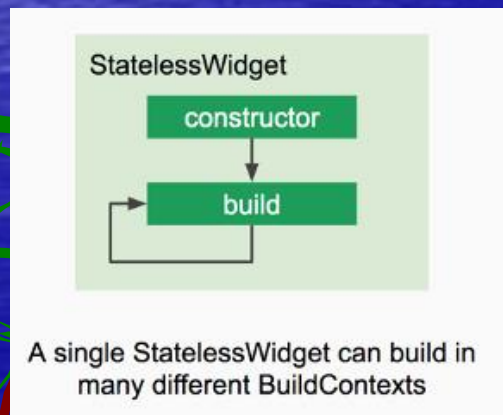 StatelessWidget
constructor
build
A single StatelessWidget can build in
many different BuildContexts